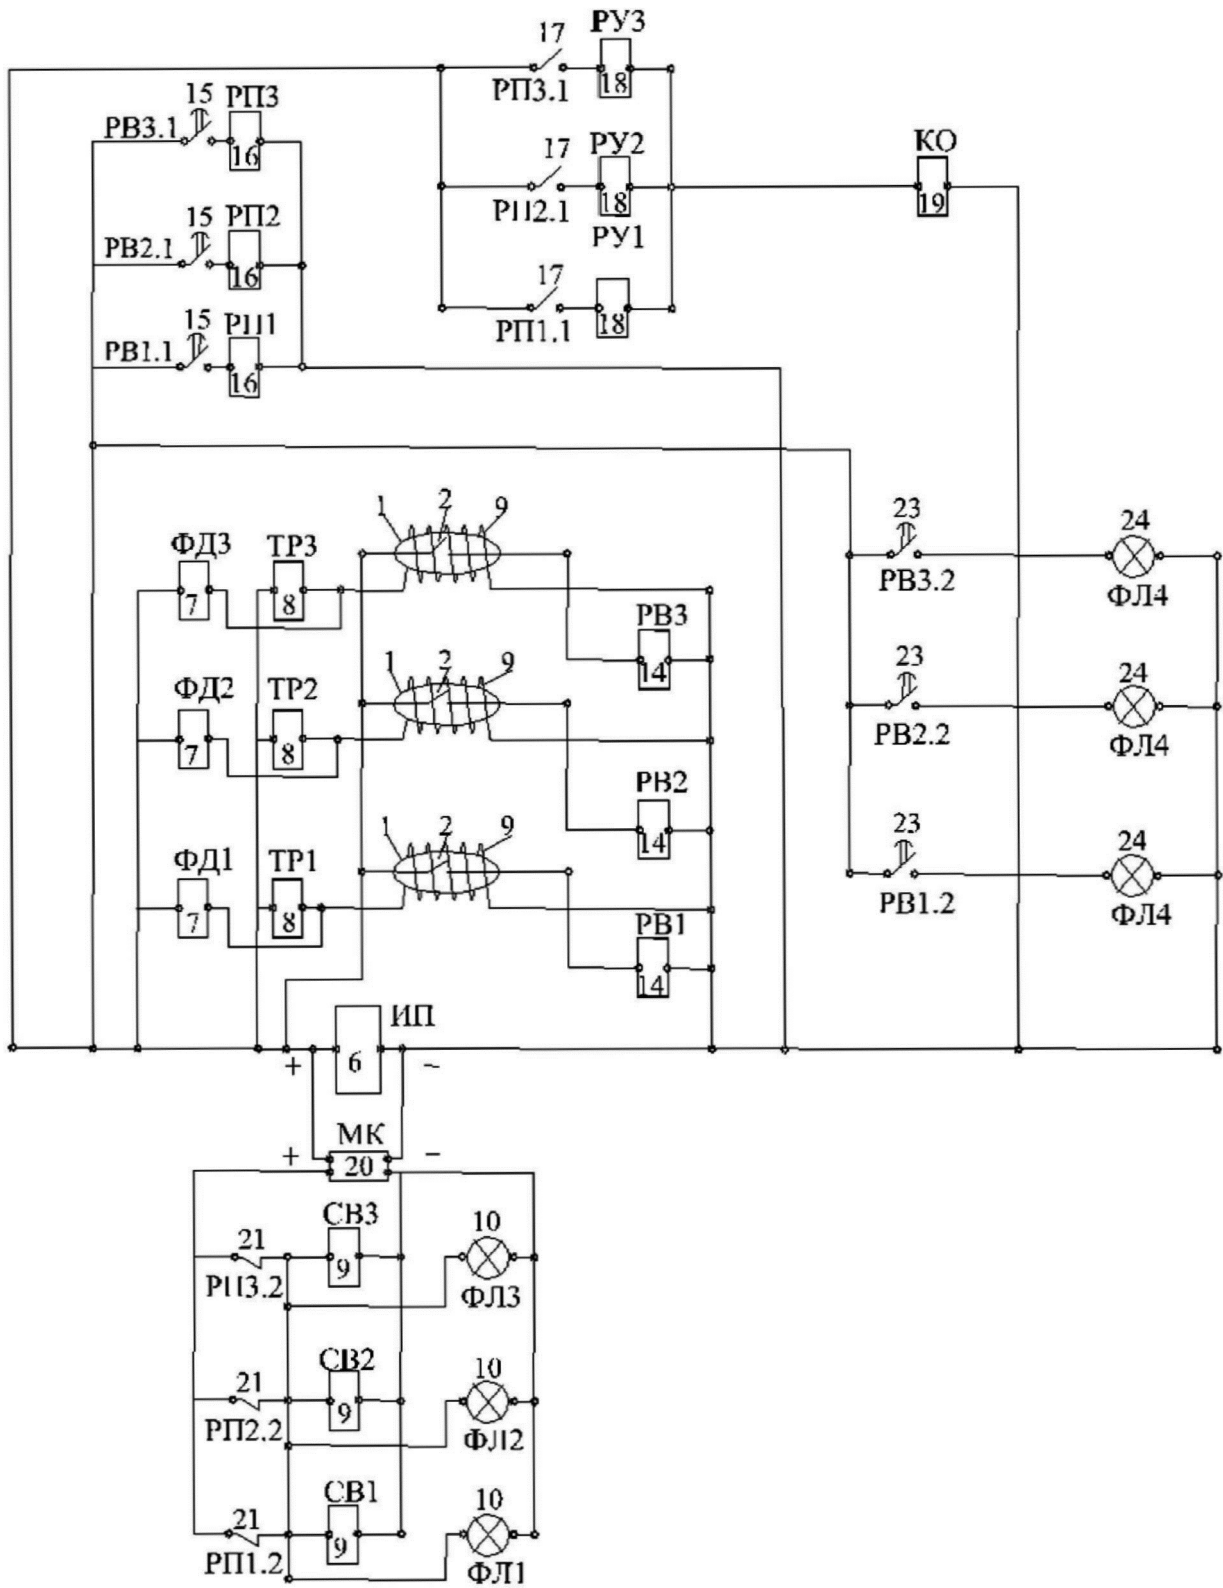 17 РУ3
РП3.1 18
15 РП3
РВ3.1 16
17 РУ2
РП2.1 18
КО
19
15 РП2
РВ2.1 16
РУ1
17
РП1.1 18
15 РП1
РВ1.1 16
1 2 9
ФД3 ТР3
7 8
23 24
РВ3.2 ФЛ4
РВ3
14
1 2 9
ФД2 ТР2
7 8
23 24
РВ2.2 ФЛ4
РВ2
14
1 2 9
ФД1 ТР1
7 8
23 24
РВ1.2 ФЛ4
РВ1
14
ИП
+ 6 −
МК
+ 20 −
21 СВ3 10
РП3.2 9 ФЛ3
21 СВ2 10
РП2.2 9 ФЛ2
21 СВ1 10
РП1.2 9 ФЛ1